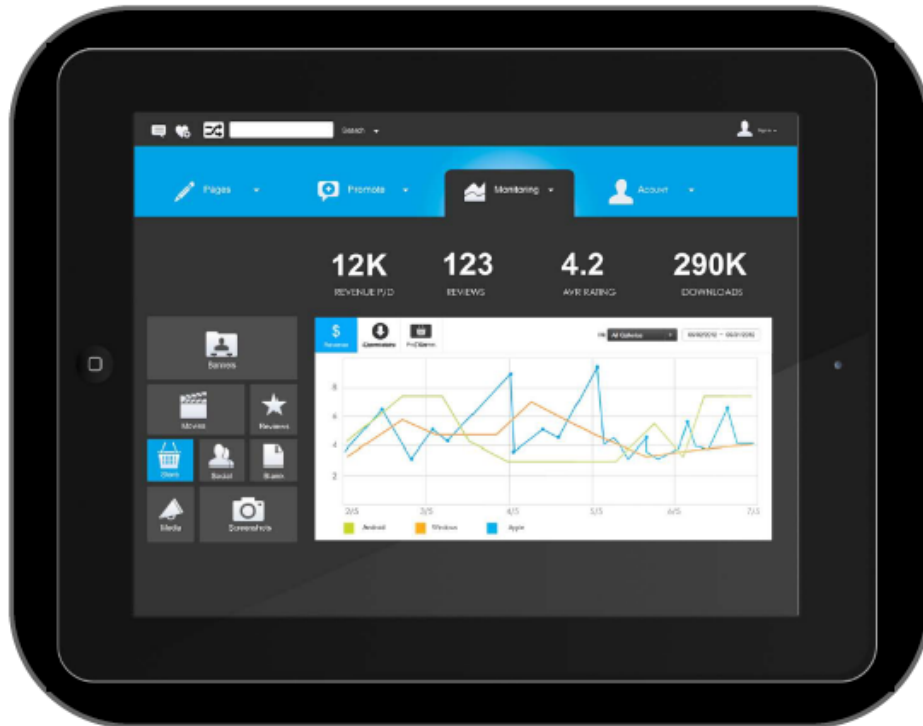 Search
Pages
Promote
Monitoring
Account
12K
123
4.2
290K
REVENUE P/D
REVIEWS
AVR RATING
DOWNLOADS
Banners
Movies
Reviews
Store
Social
Media
Screenshots
Revenue
All Galleries
8
6
4
2
2/5
3/5
4/5
5/5
6/5
7/5
Android
Windows
Apple